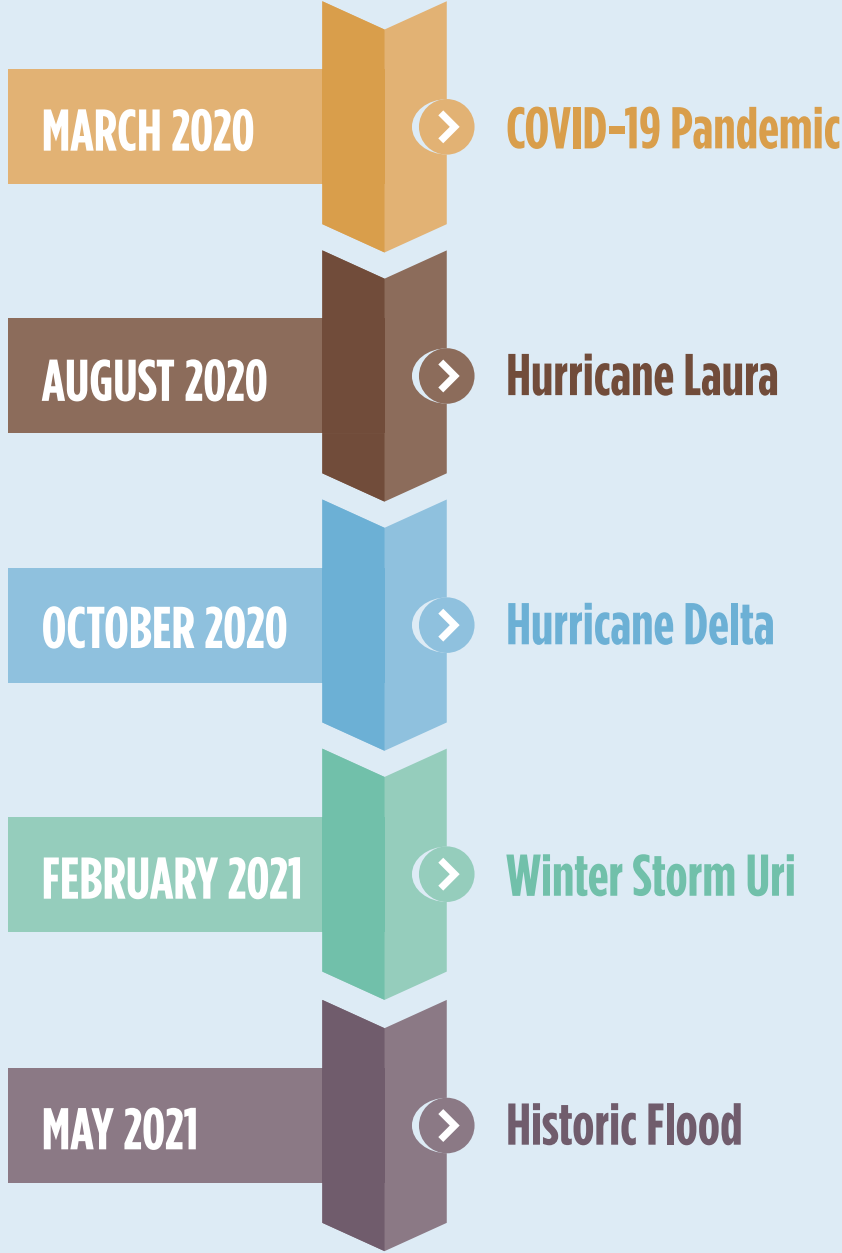 MARCH 2020
COVID-19 Pandemic
AUGUST 2020
Hurricane Laura
OCTOBER 2020
Hurricane Delta
FEBRUARY 2021
Winter Storm Uri
MAY 2021
Historic Flood